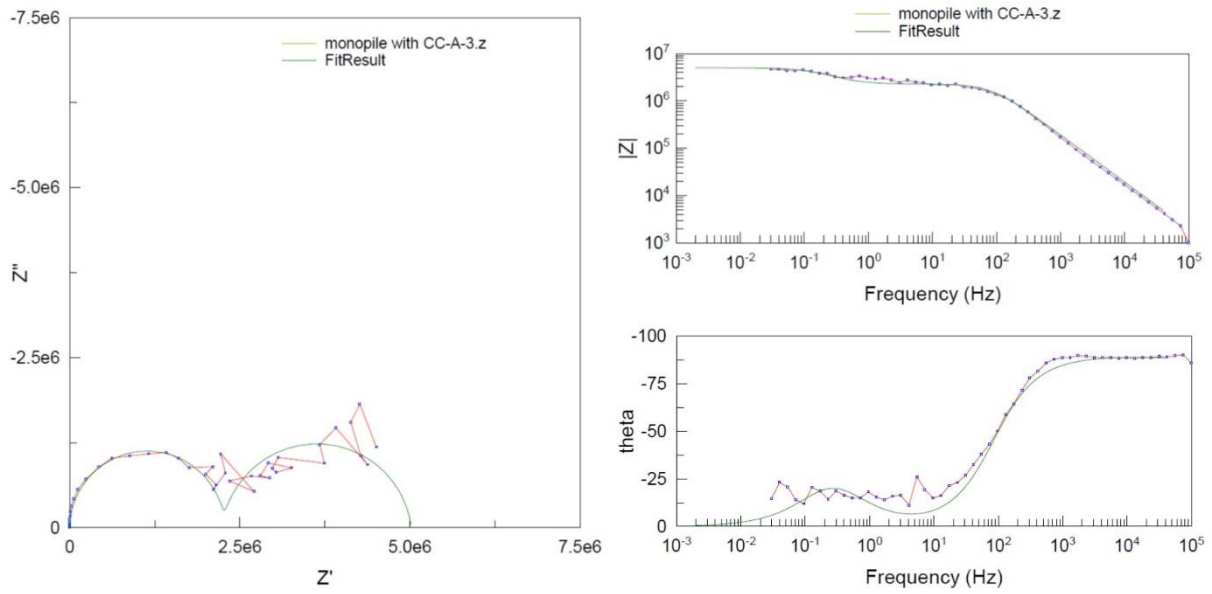 -7.5e6
monopile with CC-A-3.z
FitResult
-5.0e6
Z''
-2.5e6
0
0
2.5e6
5.0e6
7.5e6
Z'
monopile with CC-A-3.z
FitResult
10^7
10^6
|Z|
10^5
10^4
10^3
10^-3
10^-2
10^-1
10^0
10^1
10^2
10^3
10^4
10^5
Frequency (Hz)
-100
-75
theta
-50
-25
0
10^-3
10^-2
10^-1
10^0
10^1
10^2
10^3
10^4
10^5
Frequency (Hz)